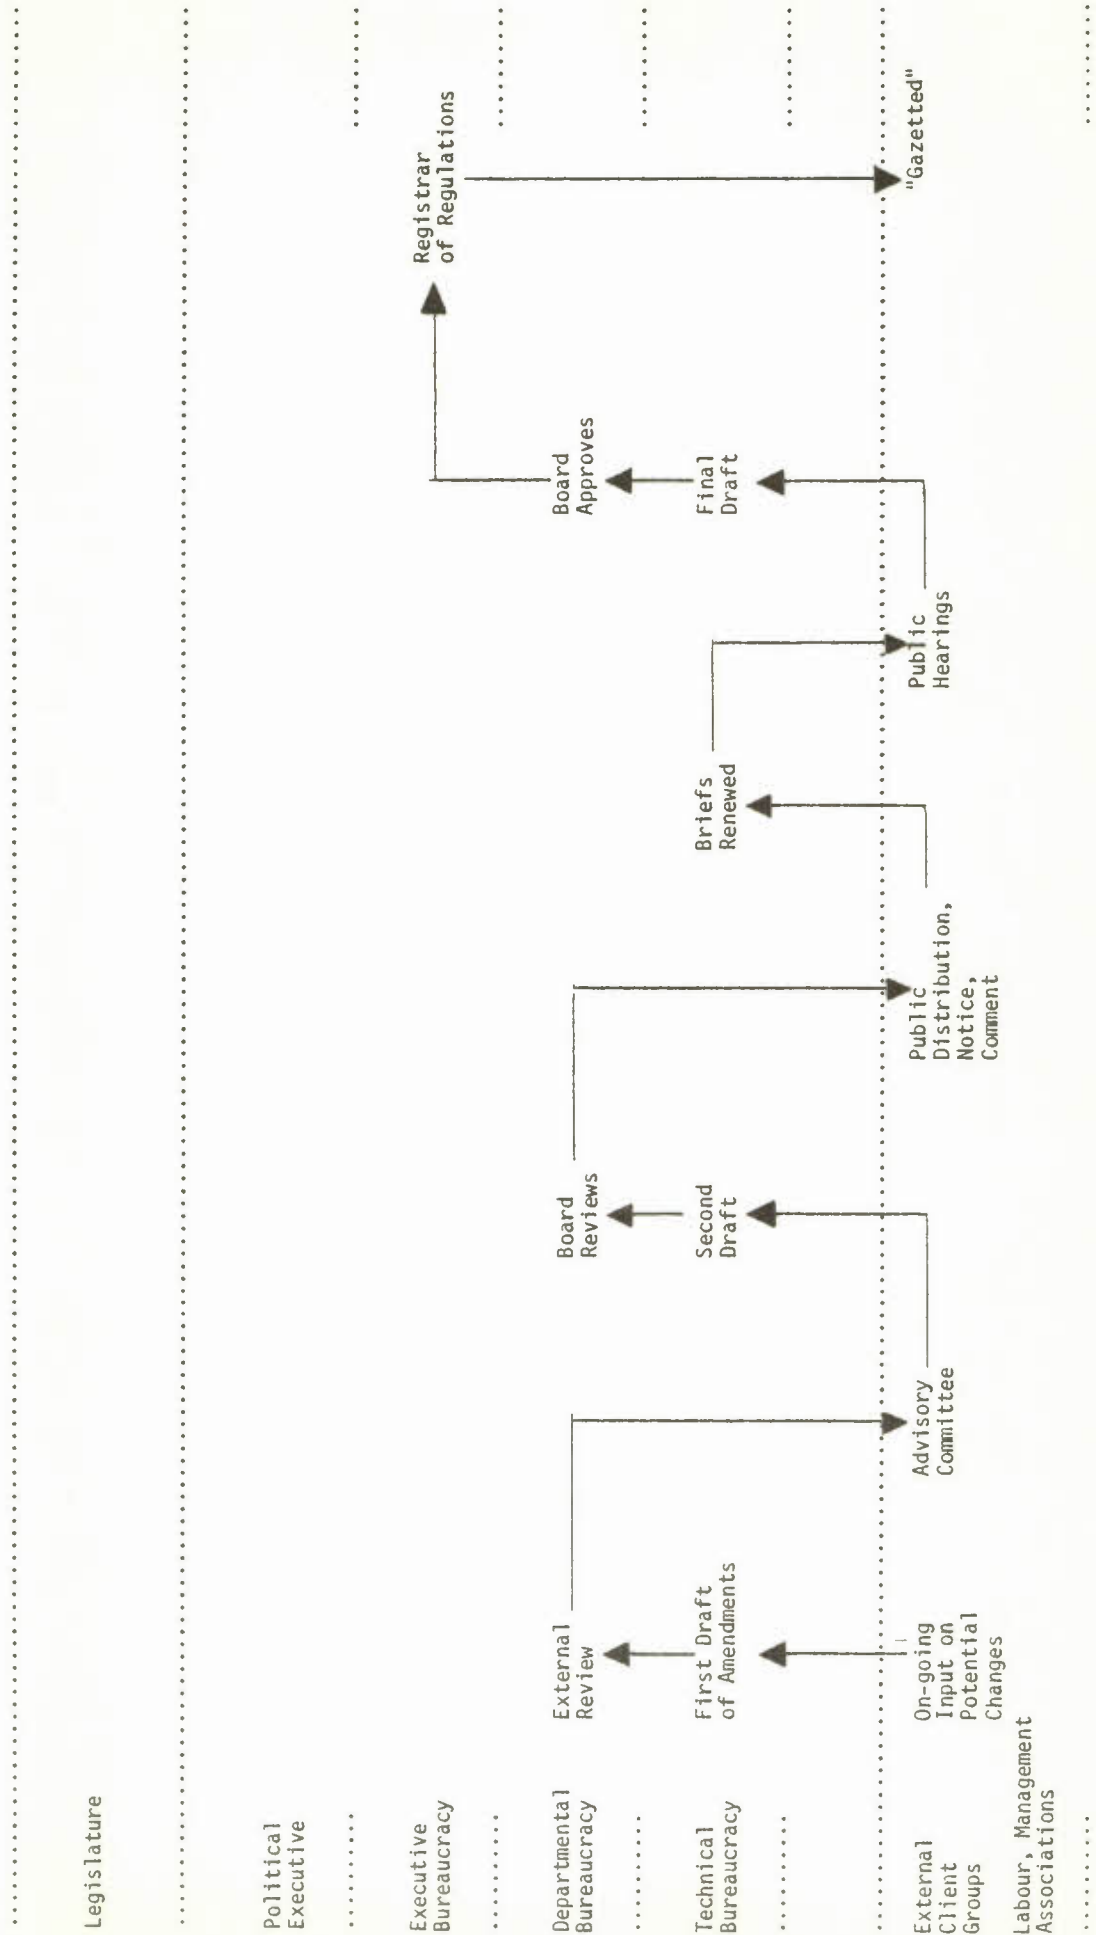 Legislature
Political
Executive
Executive
Bureaucracy
Registrar
of Regulations
Departmental
Bureaucracy
External
Review
Board
Reviews
Board
Approves
Technical
Bureaucracy
First Draft
of Amendments
Second
Draft
Briefs
Renewed
Final
Draft
External
Client
Groups
On-going
Input on
Potential
Changes
Advisory
Committee
Public
Distribution,
Notice,
Comment
Public
Hearings
"Gazetted"
Labour, Management
Associations